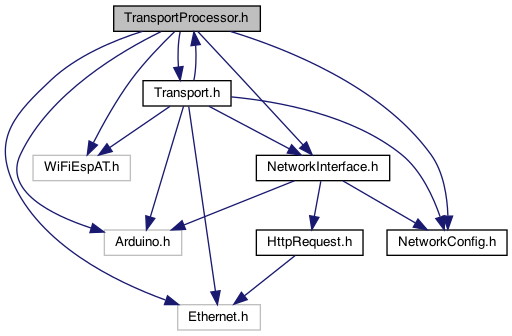 TransportProcessor.h
Transport.h
WiFiEspAT.h
NetworkInterface.h
Arduino.h
HttpRequest.h
NetworkConfig.h
Ethernet.h